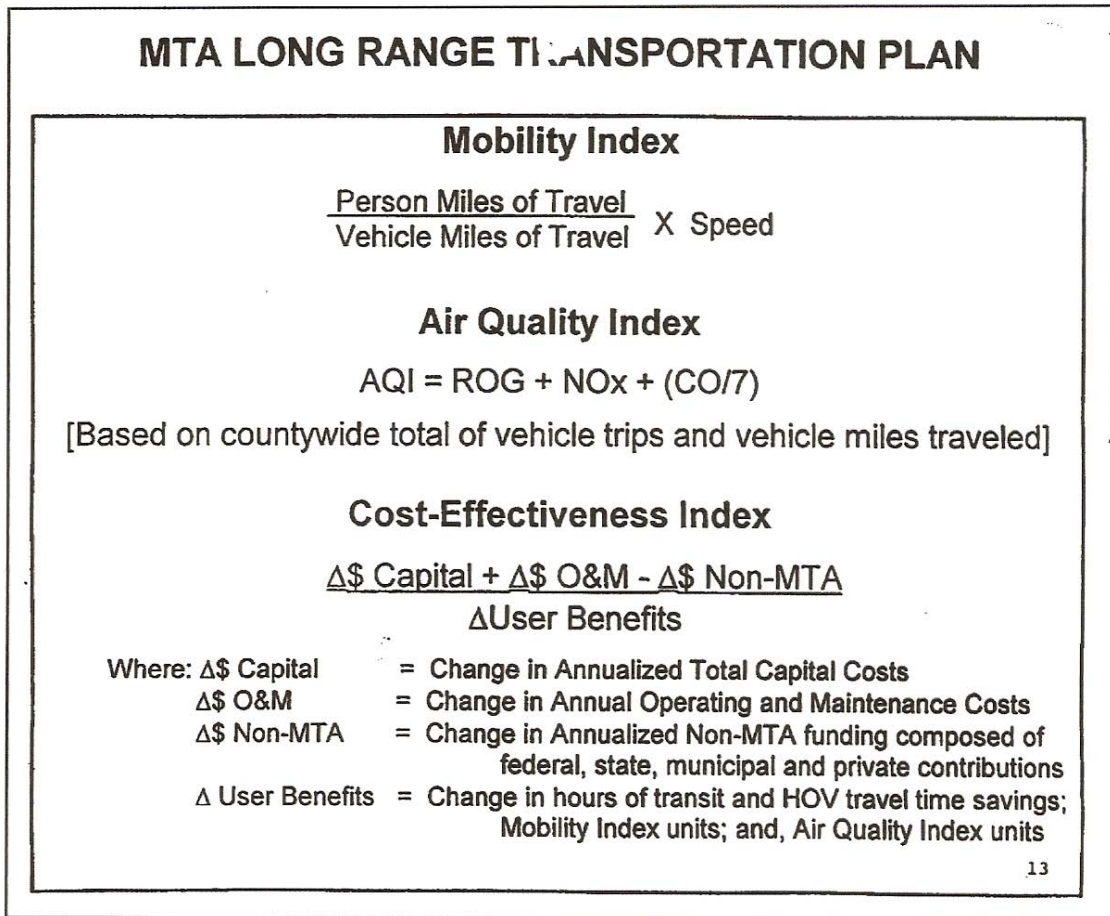 MTA LONG RANGE TRANSPORTATION PLAN
Mobility Index
Person Miles of Travel
Vehicle Miles of Travel X Speed
Air Quality Index
AQI = ROG + NOx + (CO/7)
[Based on countywide total of vehicle trips and vehicle miles traveled]
Cost-Effectiveness Index
Δ$ Capital + Δ$ O&M - Δ$ Non-MTA
ΔUser Benefits
Where: Δ$ Capital = Change in Annualized Total Capital Costs
Δ$ O&M = Change in Annual Operating and Maintenance Costs
Δ$ Non-MTA = Change in Annualized Non-MTA funding composed of
federal, state, municipal and private contributions
Δ User Benefits = Change in hours of transit and HOV travel time savings;
Mobility Index units; and, Air Quality Index units
13